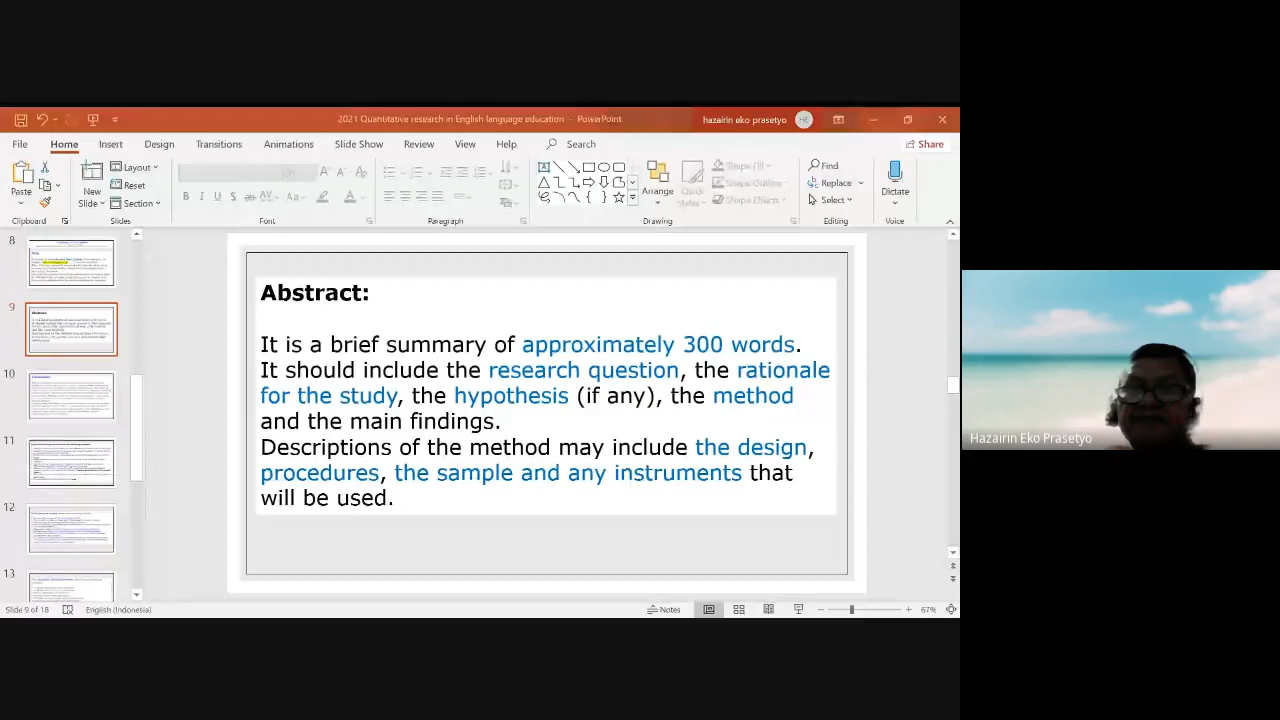 2021 Quantitative research in English language education - PowerPoint
hazairin eko prasetyo
HE
File Home Insert Design Transitions Slide Show Animations Review View Help Search Share
Paste
Clipboard
New Slide
Layout
Reset
Section
Slides
Font
Paragraph
Arrange
Quick Styles
Shape Fill
Shape Outline
Shape Effects
Drawing
Find
Replace
Select
Editing
Dictate
Voice
8
9
10
11
12
13
Abstract:
It is a brief summary of approximately 300 words.
It should include the research question, the rationale
for the study, the hypothesis (if any), the method
and the main findings.
Descriptions of the method may include the design,
procedures, the sample and any instruments that
will be used.
Hazairin Eko Prasetyo
Slide 9 of 18 English (Indonesia) Notes 67%